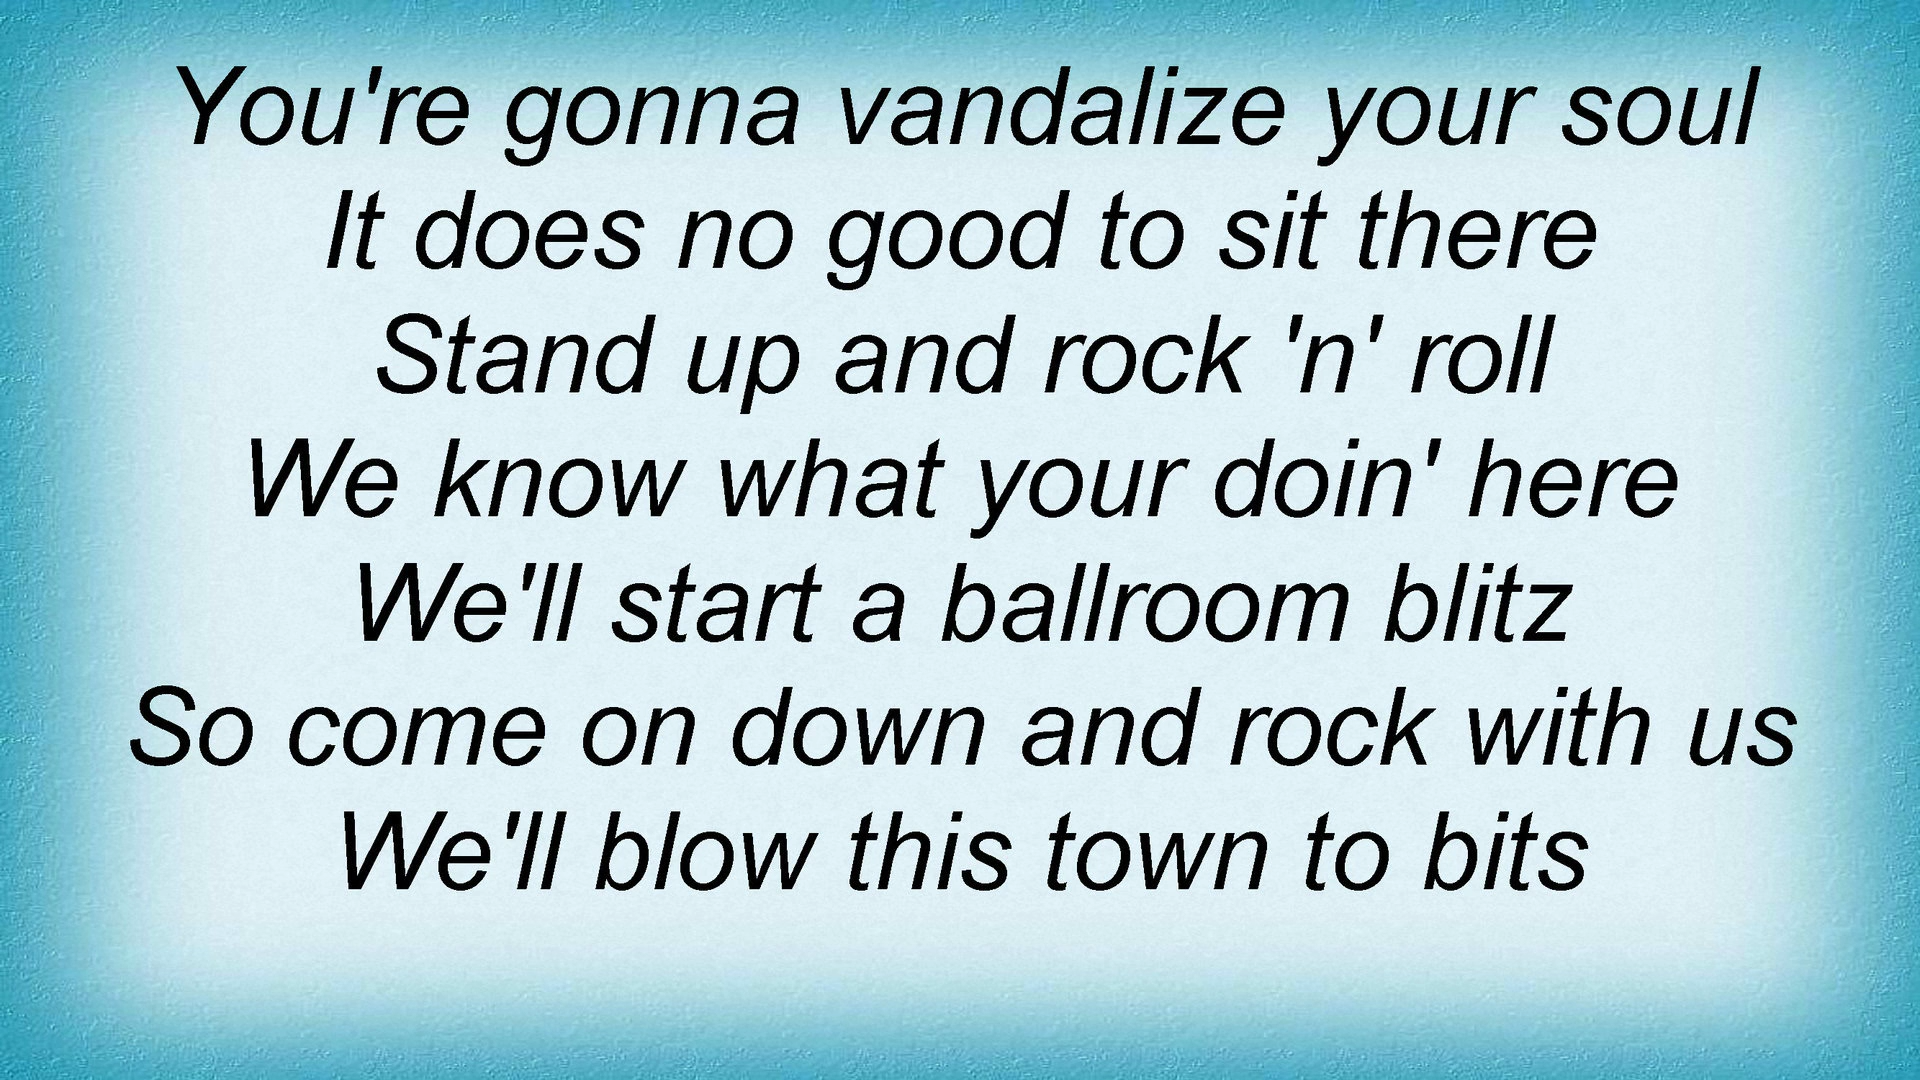 You're gonna vandalize your soul
It does no good to sit there
Stand up and rock 'n' roll
We know what your doin' here
We'll start a ballroom blitz
So come on down and rock with us
We'll blow this town to bits